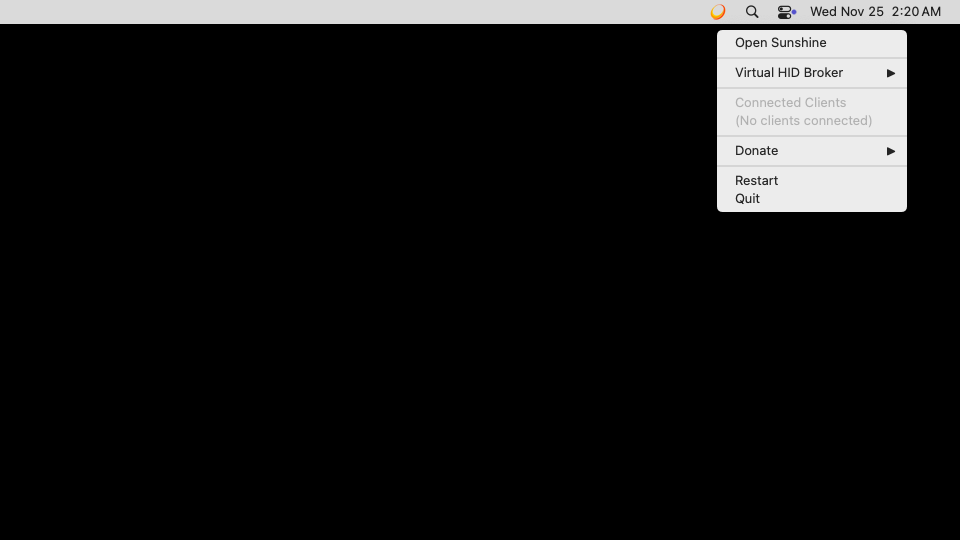 Wed Nov 25 2:20 AM
Open Sunshine
Virtual HID Broker
Connected Clients
(No clients connected)
Donate
Restart
Quit